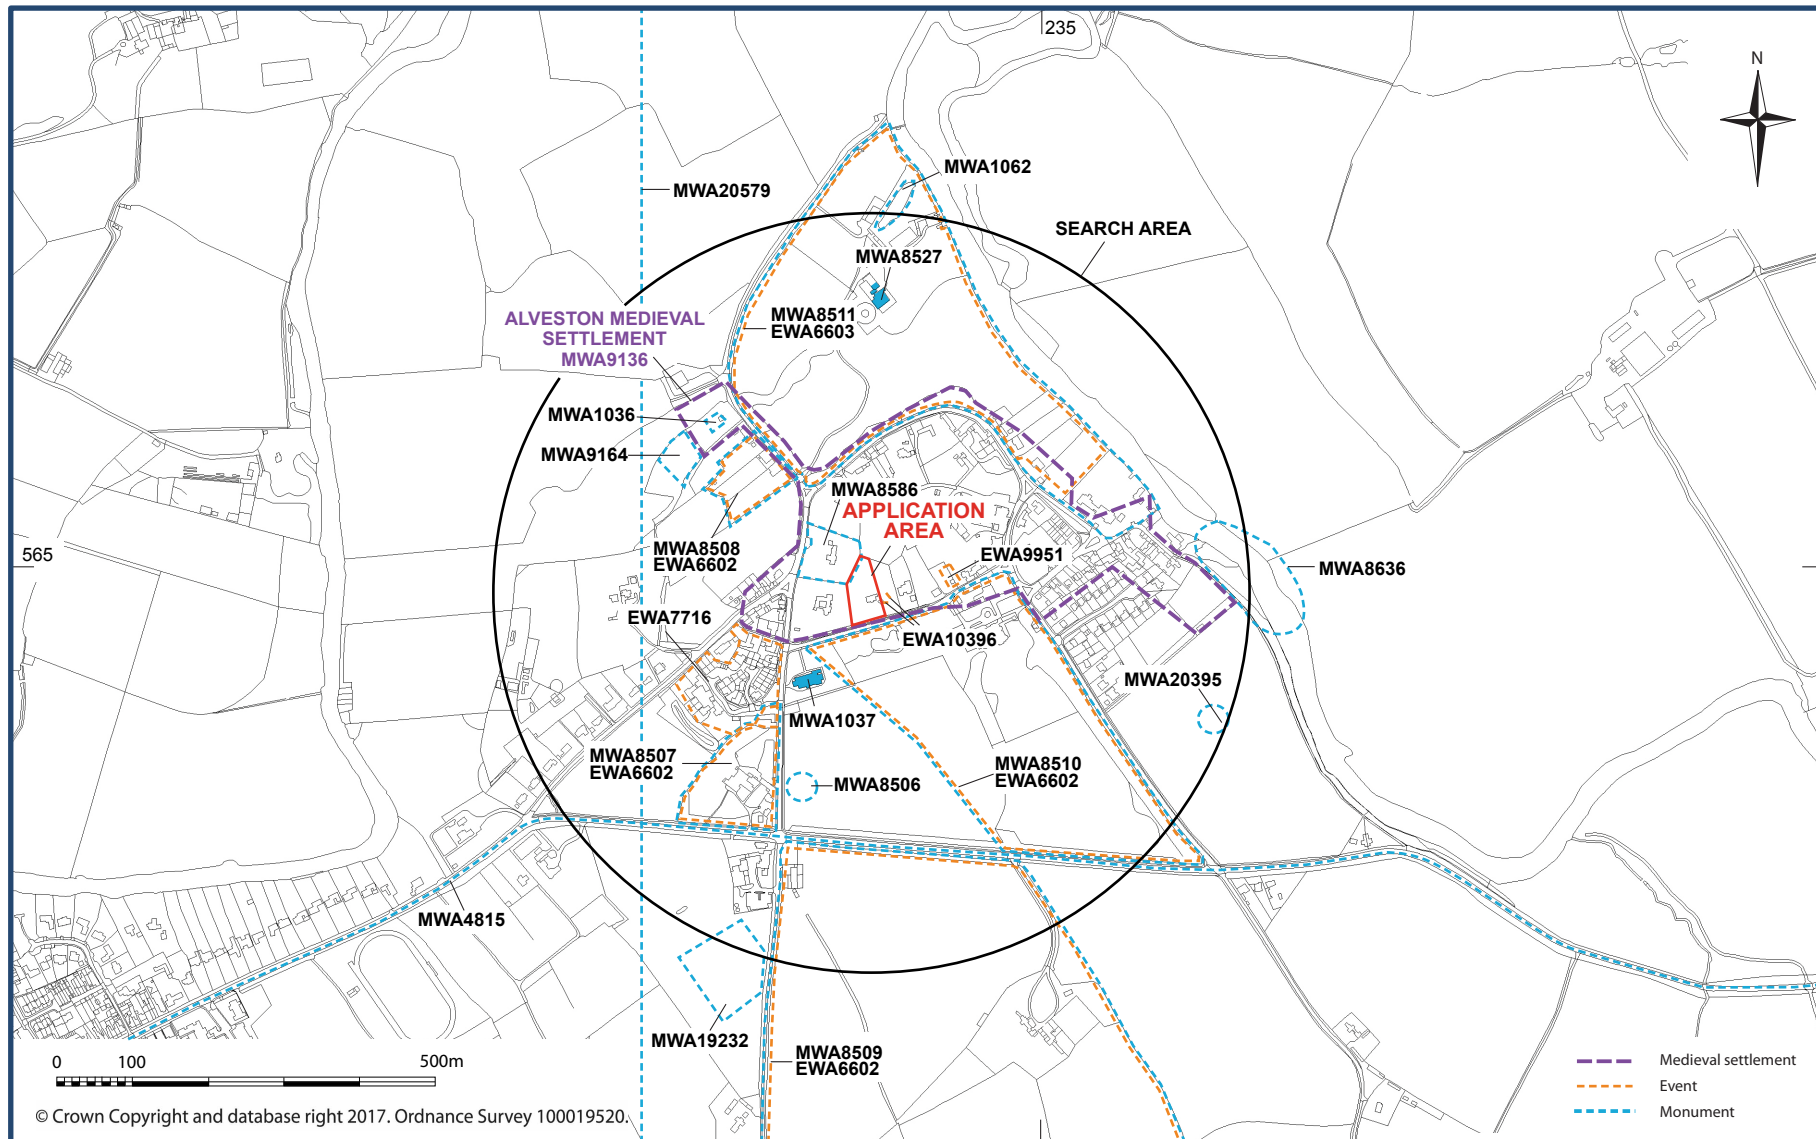 235
N
MWA1062
MWA20579
SEARCH AREA
MWA8527
ALVESTON MEDIEVAL
SETTLEMENT
MWA9136
MWA8511
EWA6603
MWA1036
MWA9164
MWA8586
APPLICATION
AREA
565
MWA8508
EWA6602
EWA9951
MWA8636
EWA7716
EWA10396
MWA20395
MWA1037
MWA8507
EWA6602
MWA8506
MWA8510
EWA6602
MWA4815
MWA19232
MWA8509
EWA6602
0 100 500m
Medieval settlement
Event
Monument
© Crown Copyright and database right 2017. Ordnance Survey 100019520.